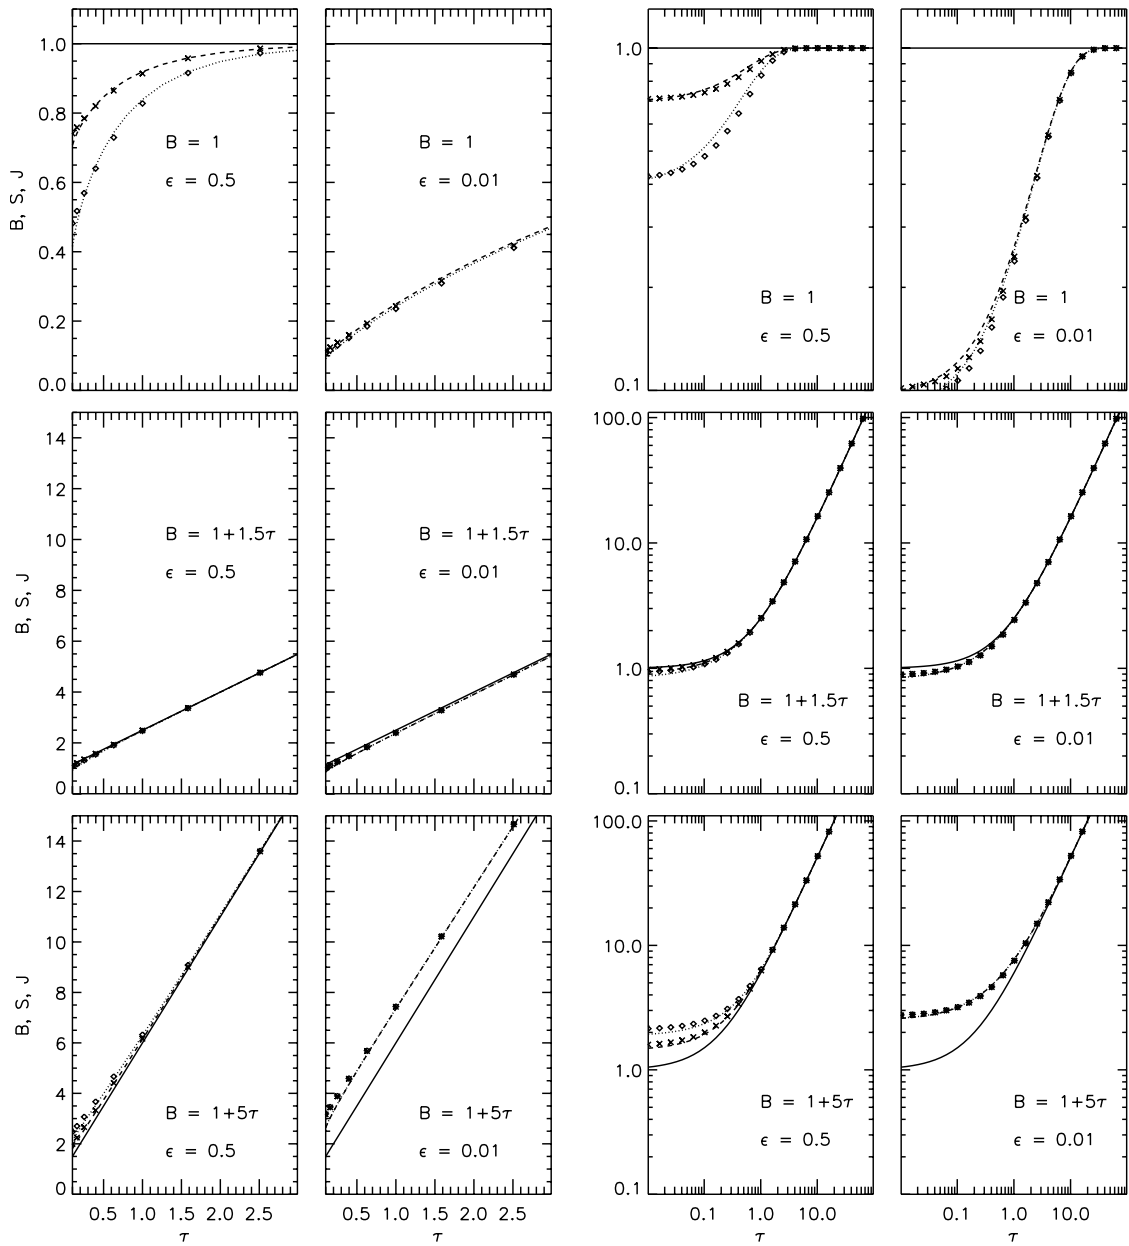 B, S, J
1.0
0.8
0.6
0.4
0.2
0.0
B = 1
ϵ = 0.5
B = 1
ϵ = 0.01
1.0
0.1
B = 1
ϵ = 0.5
B = 1
ϵ = 0.01
B, S, J
14
12
10
8
6
4
2
0
B = 1+1.5τ
ϵ = 0.5
B = 1+1.5τ
ϵ = 0.01
100.0
10.0
1.0
0.1
B = 1+1.5τ
ϵ = 0.5
B = 1+1.5τ
ϵ = 0.01
B, S, J
14
12
10
8
6
4
2
0
B = 1+5τ
ϵ = 0.5
B = 1+5τ
ϵ = 0.01
100.0
10.0
1.0
0.1
B = 1+5τ
ϵ = 0.5
B = 1+5τ
ϵ = 0.01
0.5 1.0 1.5 2.0 2.5
τ
0.5 1.0 1.5 2.0 2.5
τ
0.1 1.0 10.0
τ
0.1 1.0 10.0
τ